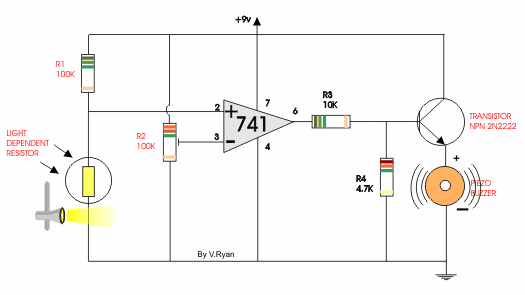 +9v
R1
100K
LIGHT
DEPENDENT
RESISTOR
R2
100K
2
+
741
3
-
7
6
4
R3
10K
TRANSISTOR
NPN 2N2222
R4
4.7K
+
PIEZO
BUZZER
-
By V.Ryan